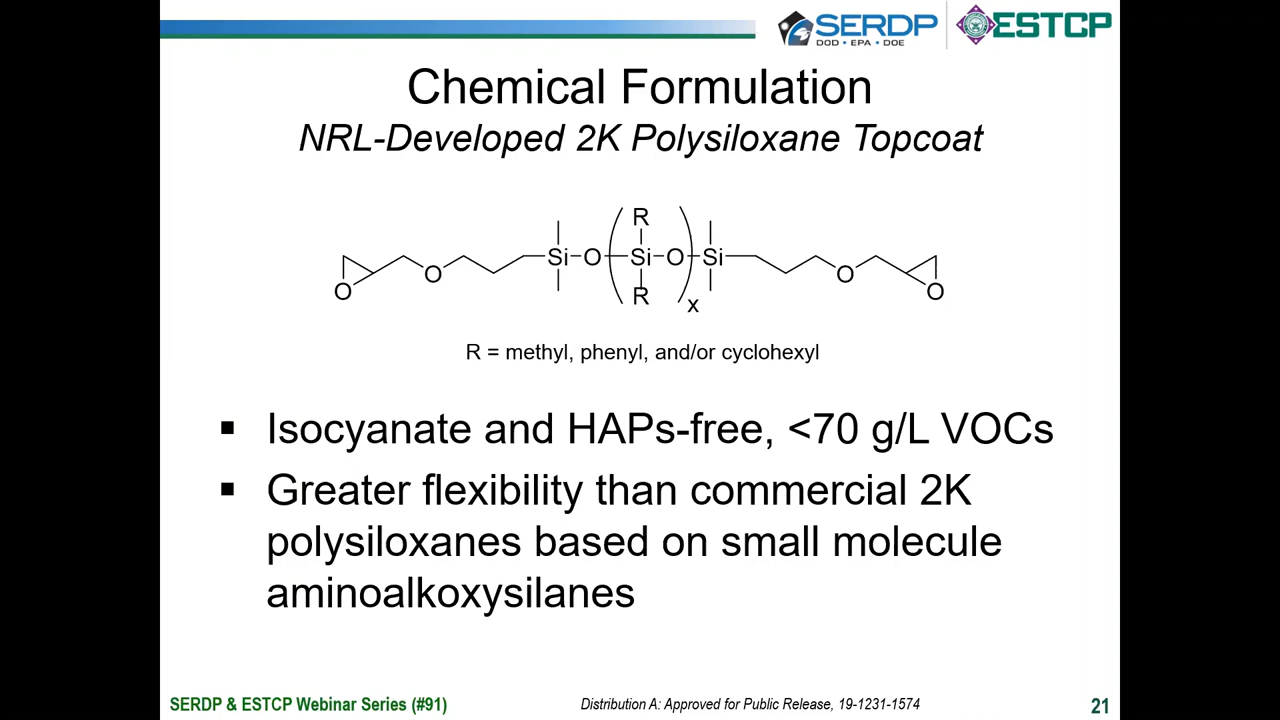 SERDP
DOD • EPA • DOE
ESTCP
Chemical Formulation
NRL-Developed 2K Polysiloxane Topcoat
R
O
O
Si
O
Si
O
Si
O
O
R
x
R = methyl, phenyl, and/or cyclohexyl
▪ Isocyanate and HAPs-free, <70 g/L VOCs
▪ Greater flexibility than commercial 2K
polysiloxanes based on small molecule
aminoalkoxysilanes
SERDP & ESTCP Webinar Series (#91)
Distribution A: Approved for Public Release, 19-1231-1574
21